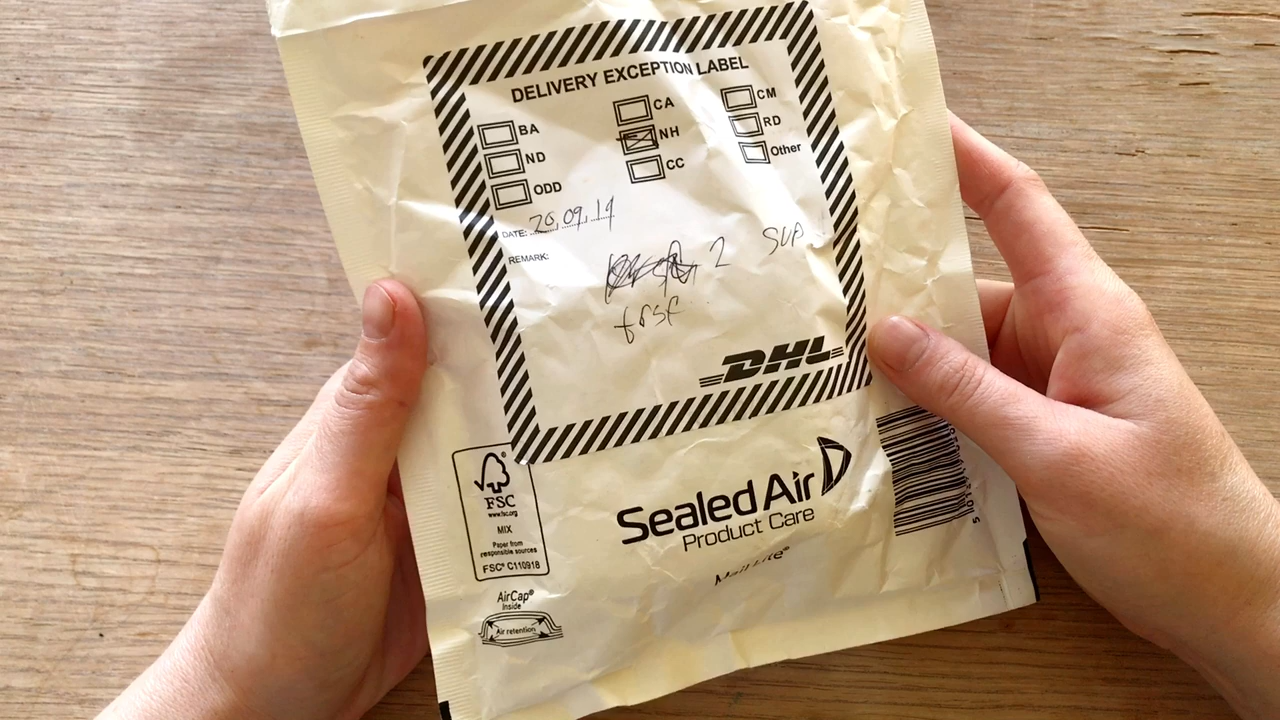 DELIVERY EXCEPTION LABEL
BA CA CM
ND NH RD
ODD CC Other
DATE: 20.09.19
REMARK: 2 SUP
DHL
FSC
www.fsc.org
MIX
Paper from
responsible sources
FSC® C110918
Sealed Air
Product Care
Mail Lite®
AirCap®
Inside
Air retention